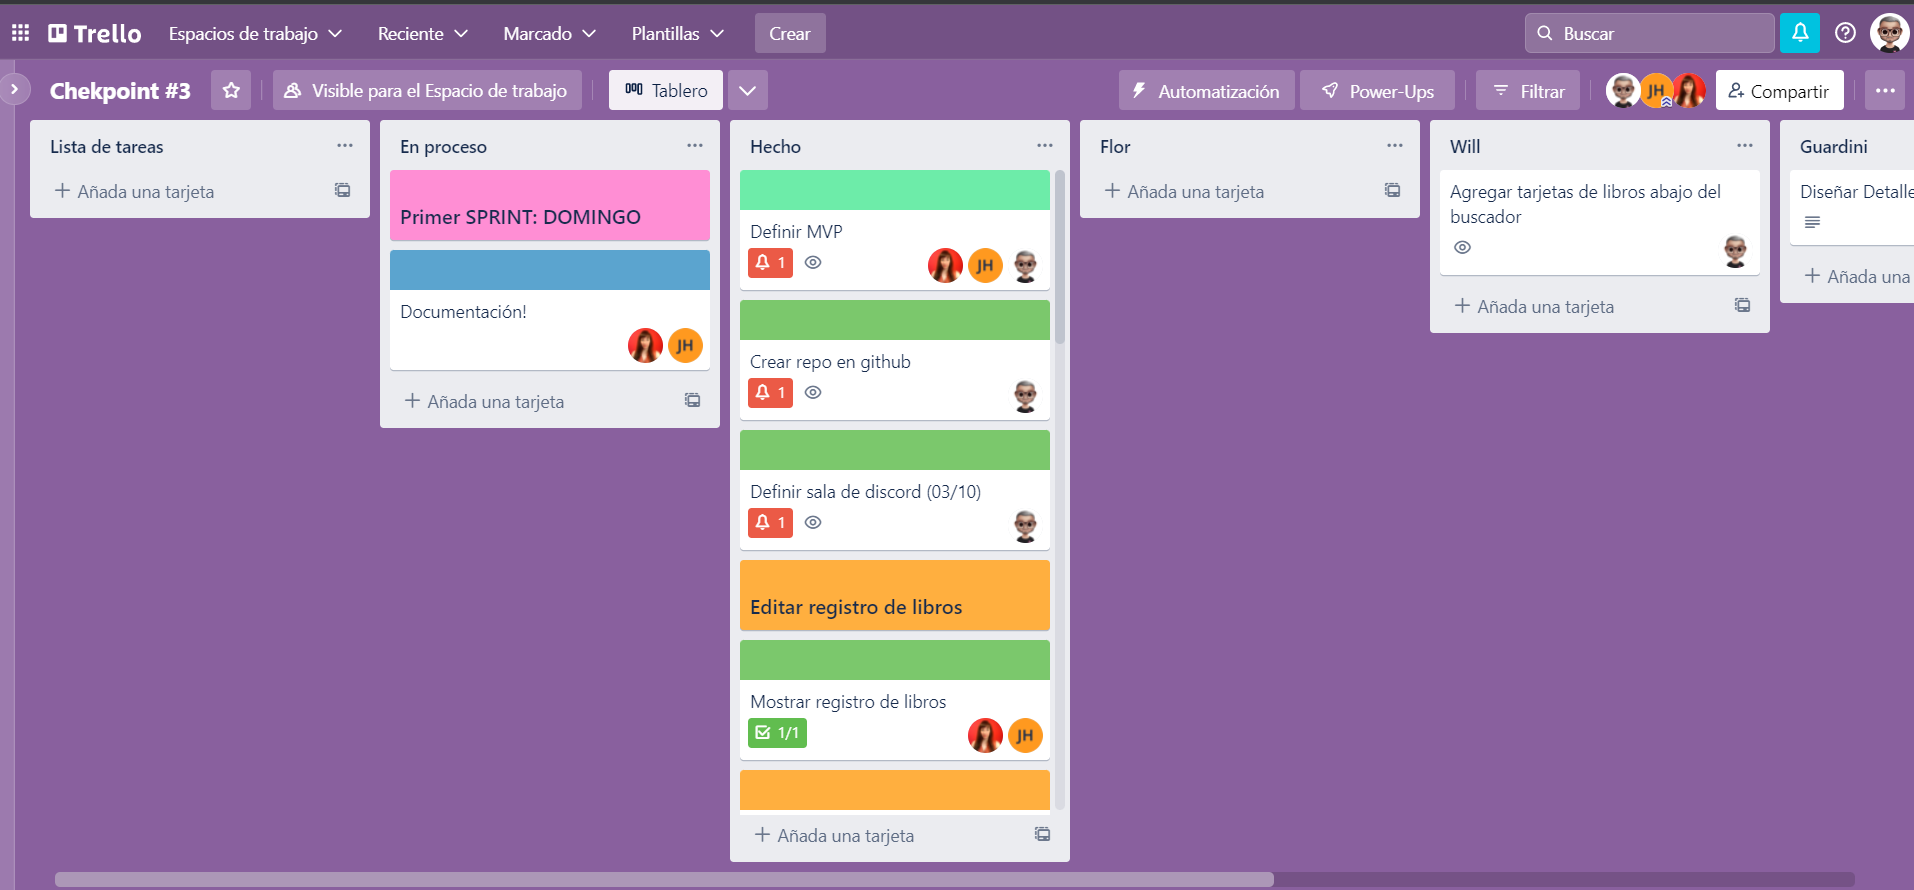 Trello
Espacios de trabajo
Reciente
Marcado
Plantillas
Crear
Buscar
Chekpoint #3
Visible para el Espacio de trabajo
Tablero
Automatización
Power-Ups
Filtrar
JH
Compartir
Lista de tareas
Añada una tarjeta
En proceso
Primer SPRINT: DOMINGO
Documentación!
JH
Añada una tarjeta
Hecho
Definir MVP
1
JH
Crear repo en github
1
Definir sala de discord (03/10)
1
Editar registro de libros
Mostrar registro de libros
1/1
JH
Añada una tarjeta
Flor
Añada una tarjeta
Will
Agregar tarjetas de libros abajo del
buscador
Añada una tarjeta
Guardini
Diseñar Detalle
Añada una